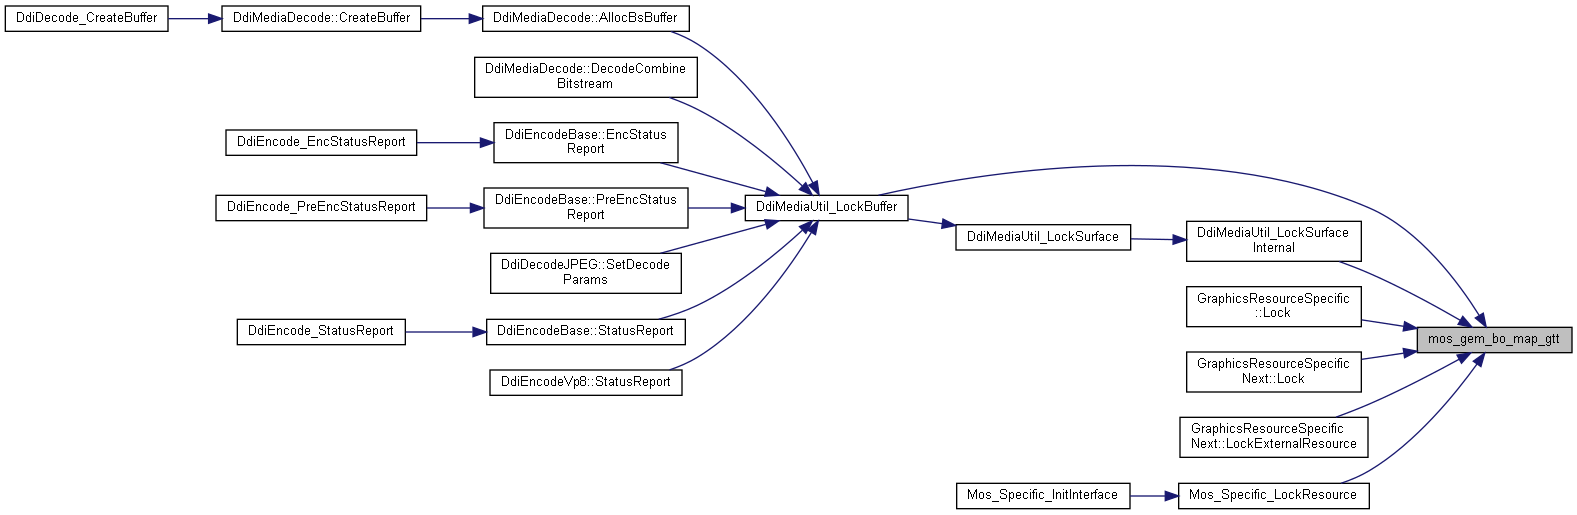 DdiDecode_CreateBuffer
DdiMediaDecode::CreateBuffer
DdiMediaDecode::AllocBsBuffer
DdiMediaDecode::DecodeCombine
Bitstream
DdiEncode_EncStatusReport
DdiEncodeBase::EncStatus
Report
DdiEncode_PreEncStatusReport
DdiEncodeBase::PreEncStatus
Report
DdiMediaUtil_LockBuffer
DdiMediaUtil_LockSurface
DdiMediaUtil_LockSurface
Internal
DdiDecodeJPEG::SetDecode
Params
GraphicsResourceSpecific
::Lock
DdiEncode_StatusReport
DdiEncodeBase::StatusReport
mos_gem_bo_map_gtt
GraphicsResourceSpecific
Next::Lock
DdiEncodeVp8::StatusReport
GraphicsResourceSpecific
Next::LockExternalResource
Mos_Specific_InitInterface
Mos_Specific_LockResource